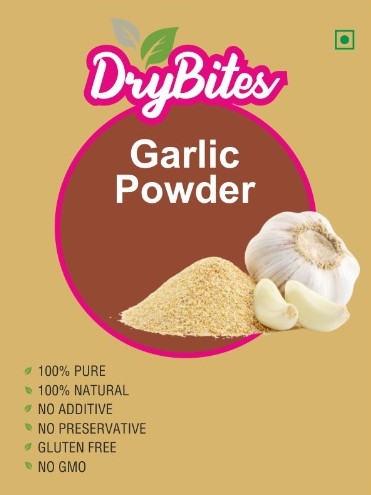 DryBites
Garlic
Powder
100% PURE
100% NATURAL
NO ADDITIVE
NO PRESERVATIVE
GLUTEN FREE
NO GMO